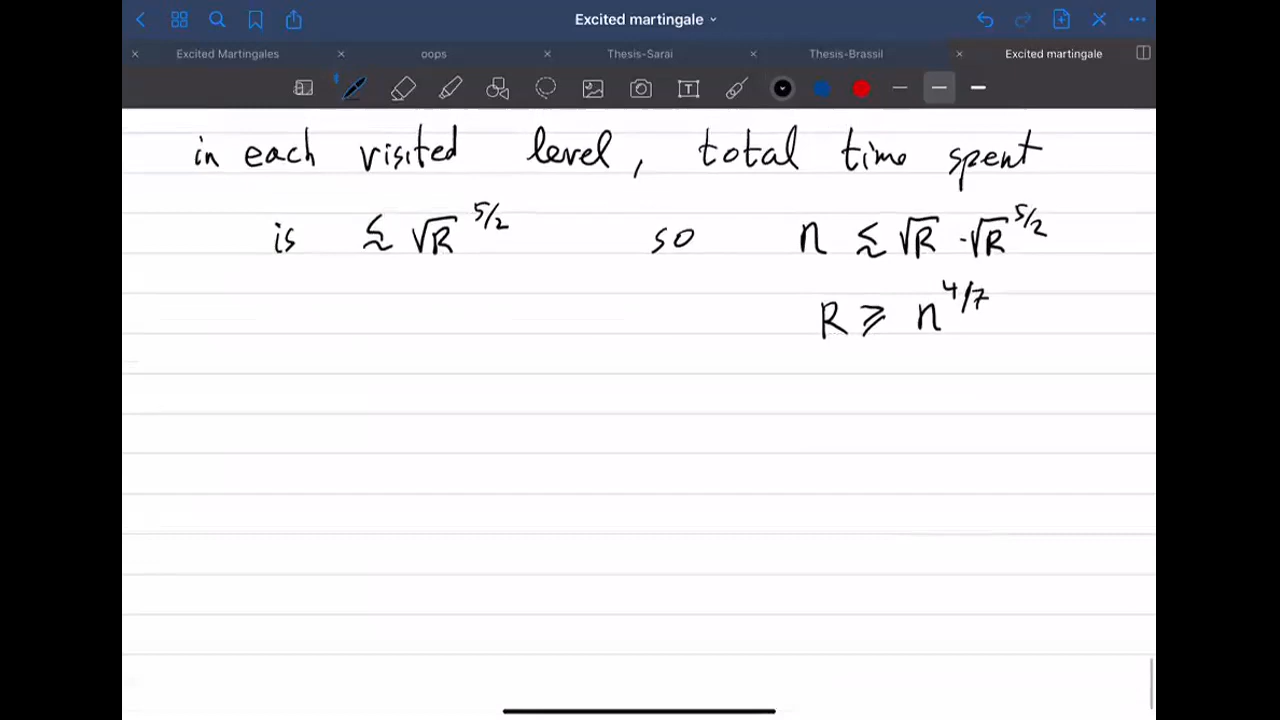 Excited martingale
Excited Martingales
oops
Thesis-Sarai
Thesis-Brassil
Excited martingale
in each visited level, total time spent
is ≲ √R^{5/2} so n ≲ √R · √R^{5/2}
R ⩾ n^{4/7}